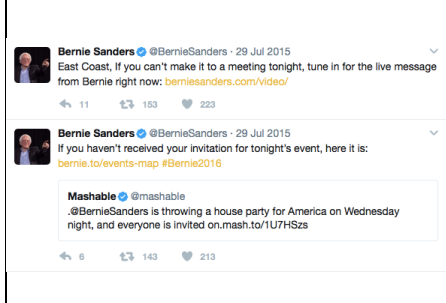 Bernie Sanders @BernieSanders · 29 Jul 2015
East Coast, If you can't make it to a meeting tonight, tune in for the live message
from Bernie right now: berniesanders.com/video/
11 153 223
Bernie Sanders @BernieSanders · 29 Jul 2015
If you haven't received your invitation for tonight's event, here it is:
bernie.to/events-map #Bernie2016
Mashable @mashable
.@BernieSanders is throwing a house party for America on Wednesday
night, and everyone is invited on.mash.to/1U7HSzs
6 143 213